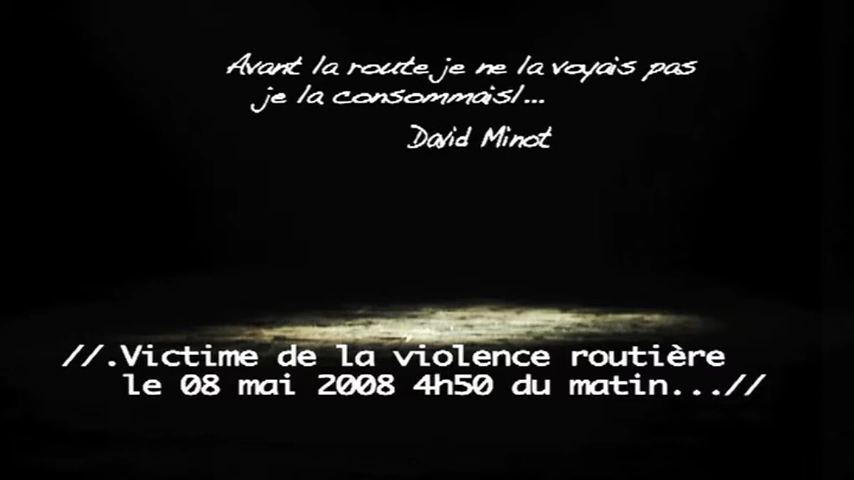 Avant la route je ne la voyais pas
je la consommais!...
David Minot
//.Victime de la violence routière
le 08 mai 2008 4h50 du matin...//